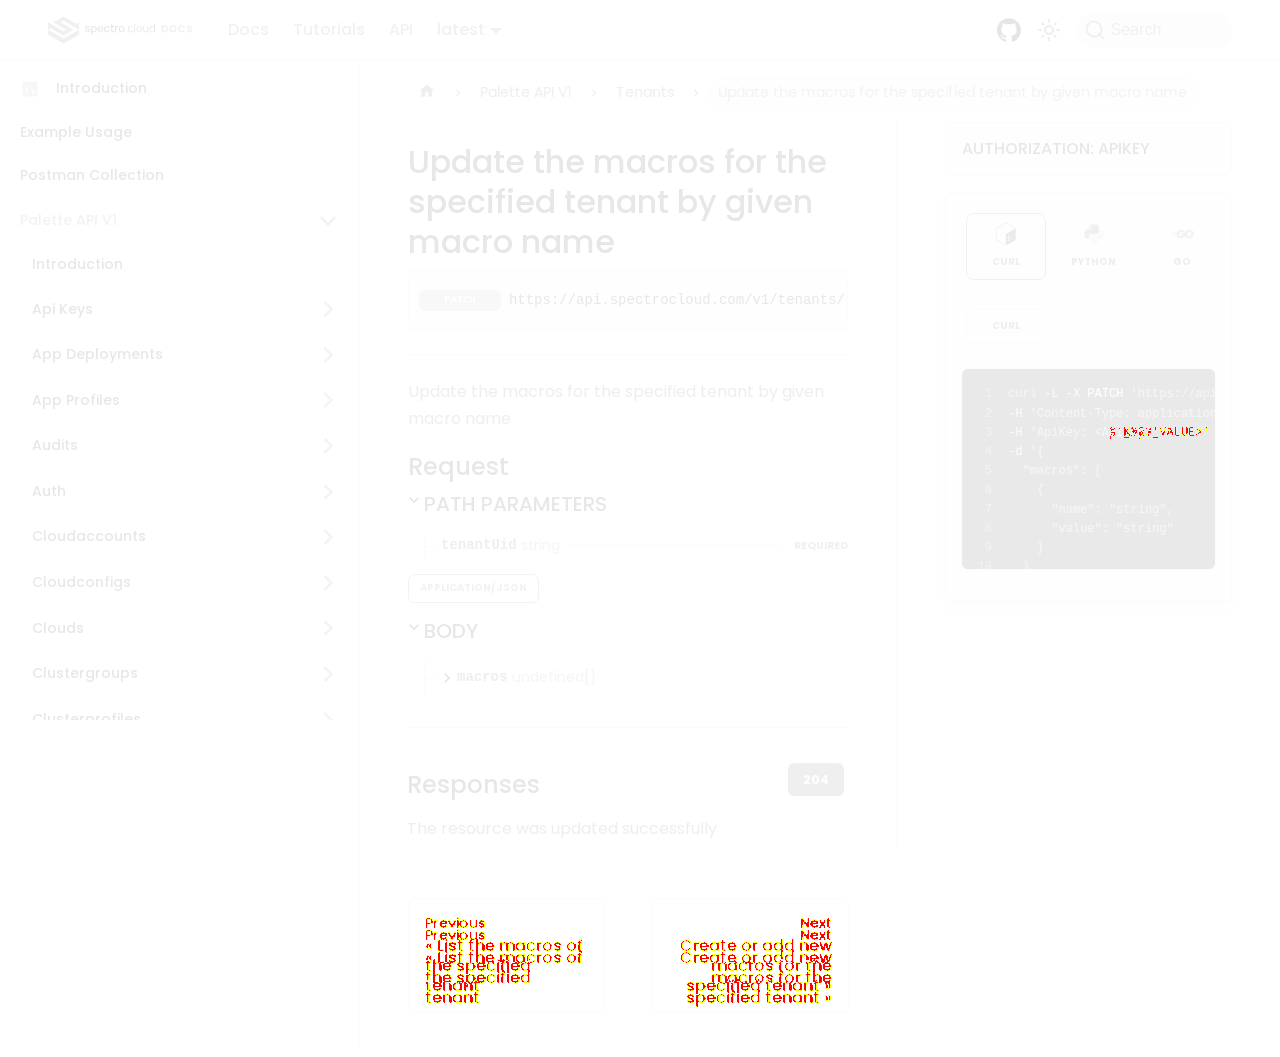 spectro cloud DOCS
Docs
Tutorials
API
latest
Search
Introduction
Example Usage
Postman Collection
Palette API V1
Introduction
Api Keys
App Deployments
App Profiles
Audits
Auth
Cloudaccounts
Cloudconfigs
Clouds
Clustergroups
Clusterprofiles
Palette API V1
Tenants
Update the macros for the specified tenant by given macro name
Update the macros for the
specified tenant by given
macro name
PATCH https://api.spectrocloud.com/v1/tenants/
Update the macros for the specified tenant by given
macro name
Request
PATH PARAMETERS
tenantUid string REQUIRED
APPLICATION/JSON
BODY
macros undefined[]
Responses
204
The resource was updated successfully
Previous
« List the macros of
the specified
tenant
Next
Create or add new
macros for the
specified tenant »
AUTHORIZATION: APIKEY
CURL
PYTHON
GO
GO
CURL
1 curl -L -X PATCH 'https://api
2 -H 'Content-Type: application
3 -H 'ApiKey: <A
4 -d '{
5 "macros": [
6 {
7 "name": "string",
8 "value": "string"
9 }
10 ]